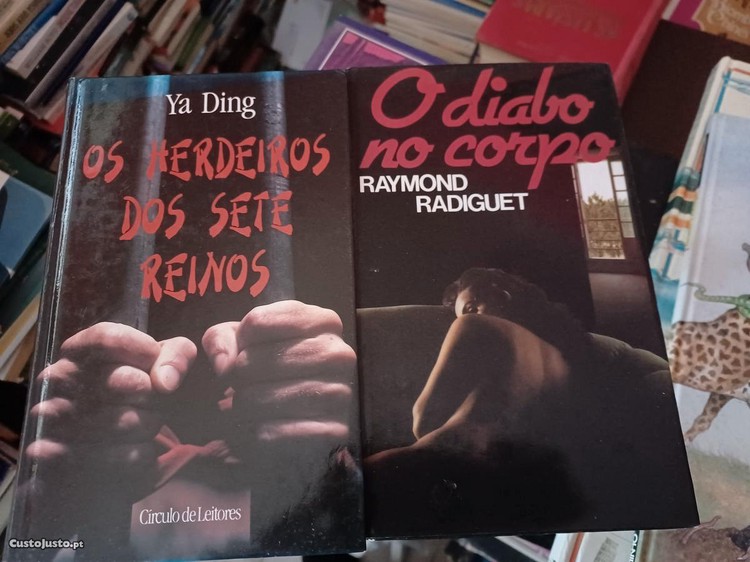 Ya Ding
OS HERDEIROS
DOS SETE
REINOS
Círculo de Leitores
O diabo
no corpo
RAYMOND
RADIGUET
CustoJusto.pt